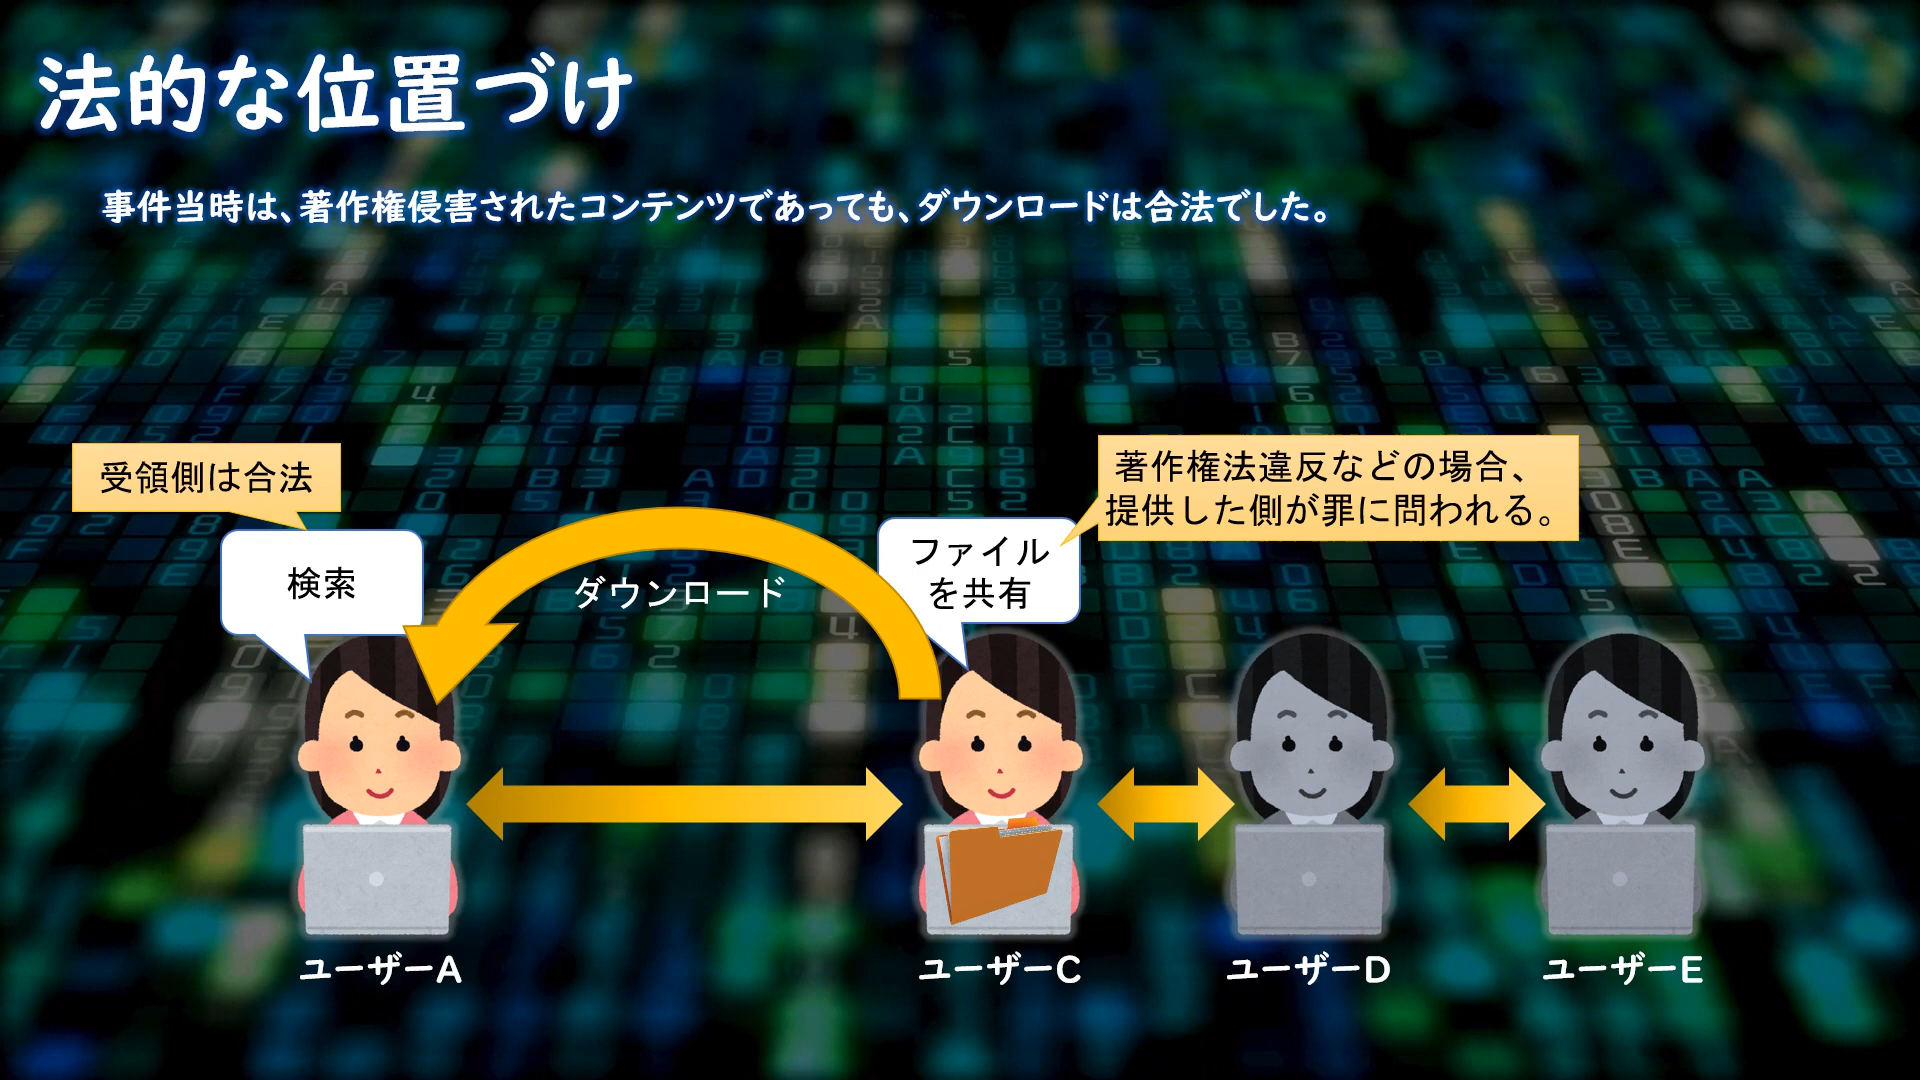 法的な位置づけ
事件当時は、著作権侵害されたコンテンツであっても、ダウンロードは合法でした。
受領側は合法
著作権法違反などの場合、
提供した側が罪に問われる。
検索
ダウンロード
ファイル
を共有
ユーザーA
ユーザーC
ユーザーD
ユーザーE